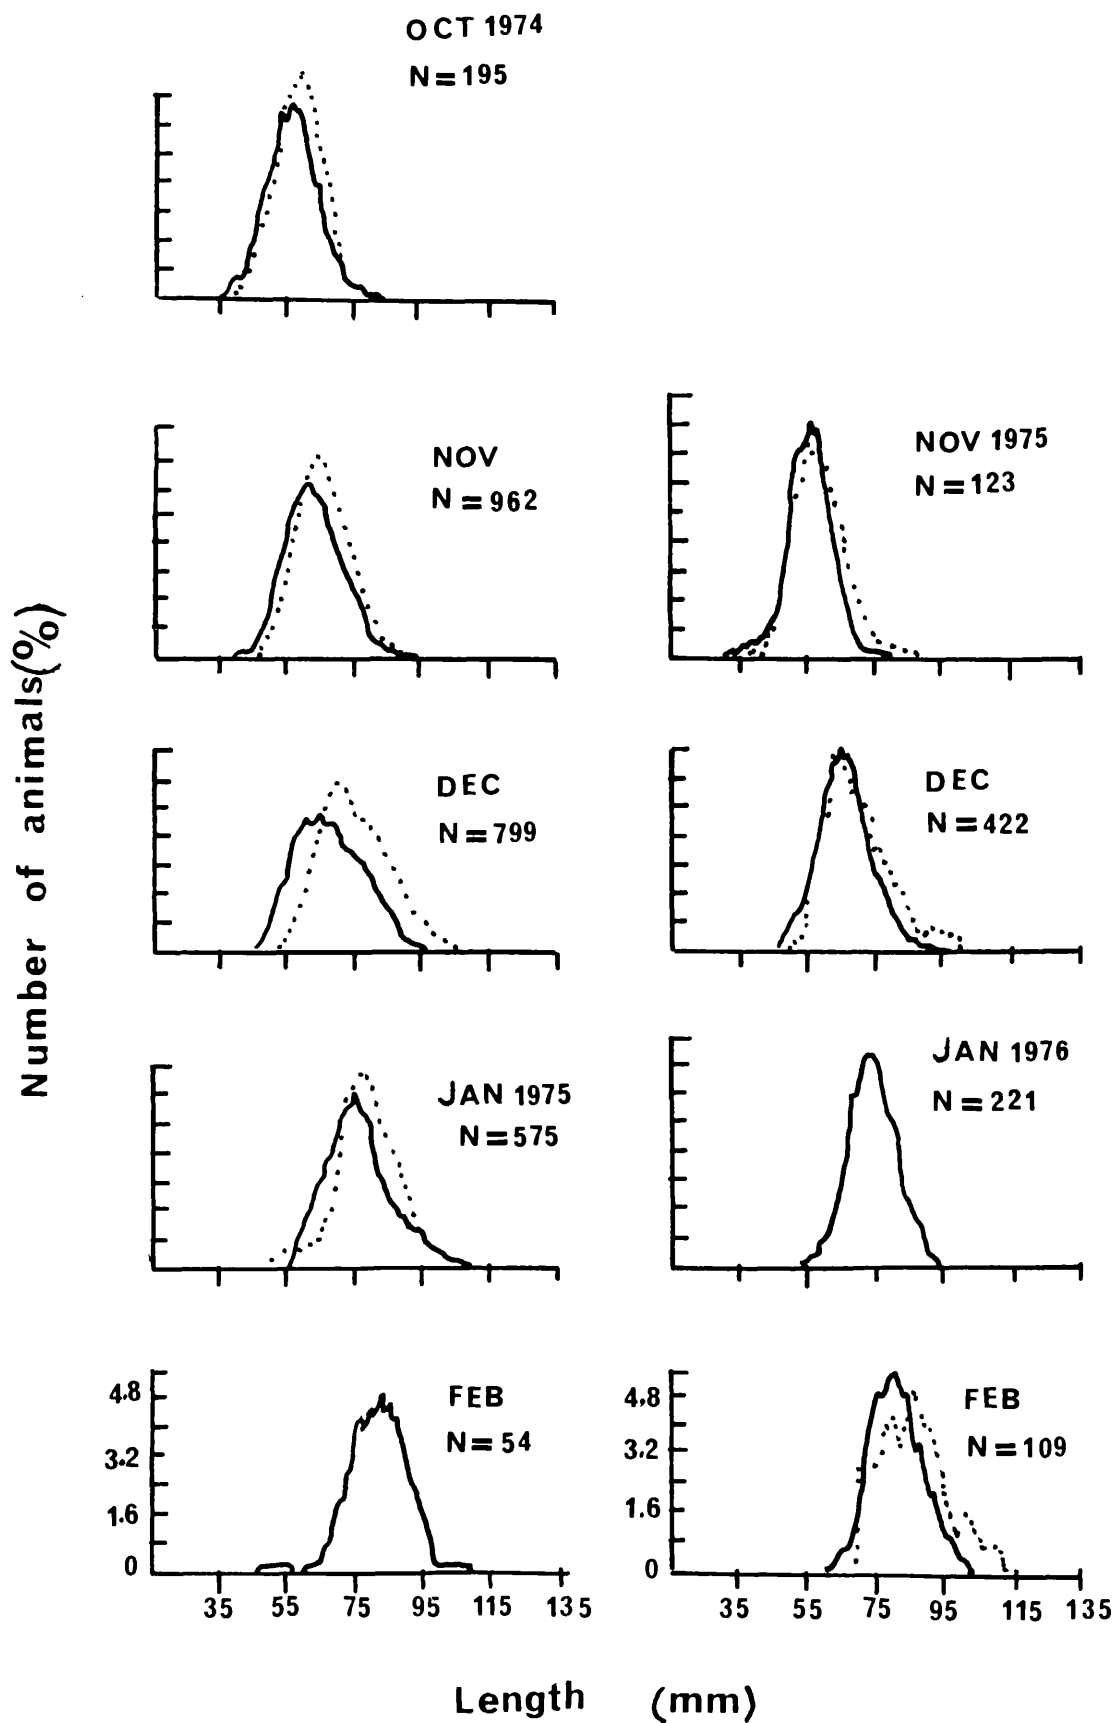 OCT 1974
N=195
Number of animals(%)
NOV
N=962
NOV 1975
N=123
DEC
N=799
DEC
N=422
JAN 1975
N=575
JAN 1976
N=221
FEB
N=54
4.8
3.2
1.6
0
35 55 75 95 115 135
FEB
N=109
4.8
3.2
1.6
0
35 55 75 95 115 135
Length (mm)